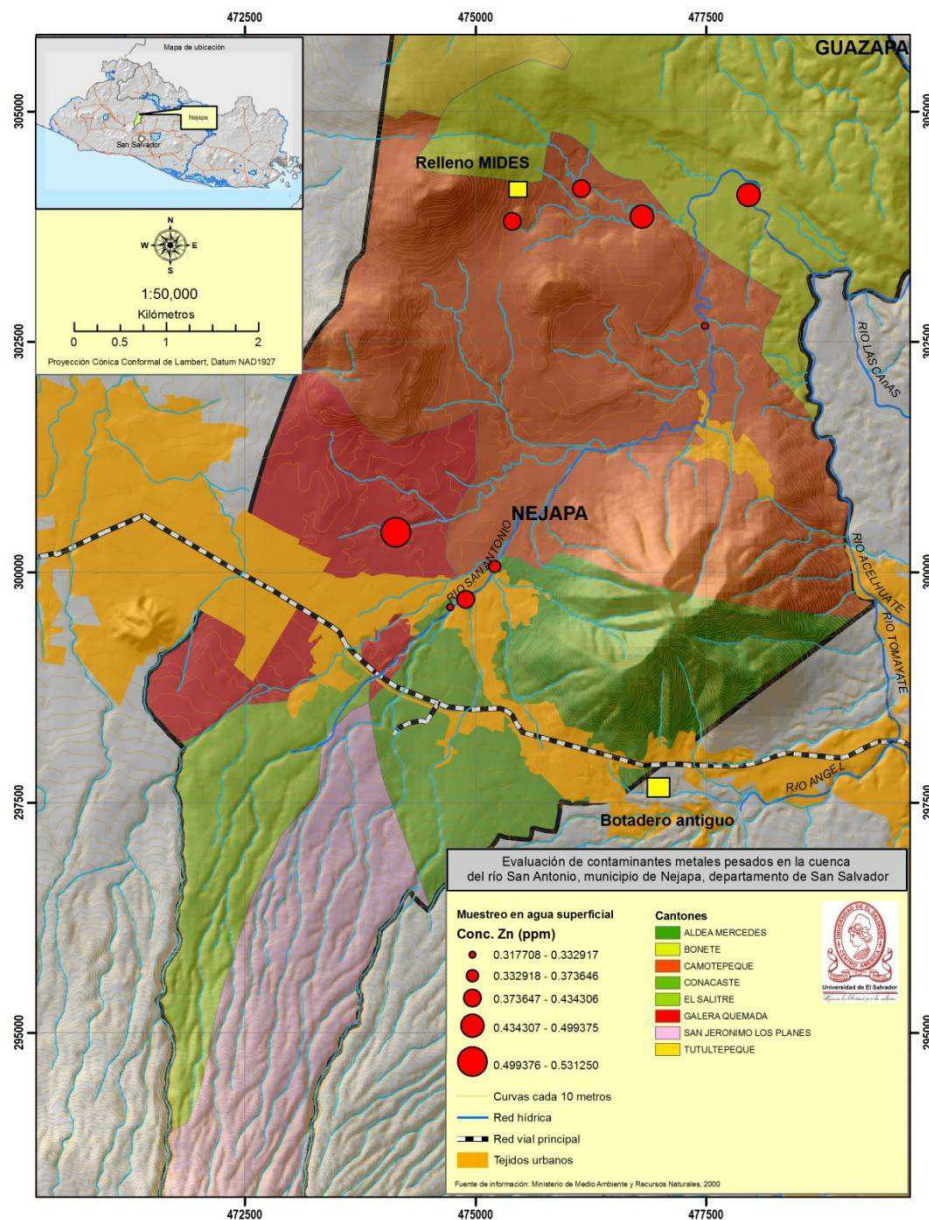 472500
475000
477500
Mapa de ubicación
Nejapa
San Salvador
GUAZAPA
305000
305000
Relleno MIDES
N
W
E
S
1:50,000
Kilómetros
0 0.5 1 2
Proyección Cónica Conformal de Lambert, Datum NAD1927
302500
302500
RIO LAS CAnAS
NEJAPA
RIO SAN ANTONIO
300000
300000
RIO ACELHUATE
RIO TOMAYATE
RIO ANGEL
297500
297500
Botadero antiguo
Evaluación de contaminantes metales pesados en la cuenca
del río San Antonio, municipio de Nejapa, departamento de San Salvador
Muestreo en agua superficial
Conc. Zn (ppm)
0.317708 - 0.332917
0.332918 - 0.373646
0.373647 - 0.434306
0.434307 - 0.499375
0.499376 - 0.531250
Curvas cada 10 metros
Red hídrica
Red vial principal
Tejidos urbanos
Cantones
ALDEA MERCEDES
BONETE
CAMOTEPEQUE
CONACASTE
EL SALITRE
GALERA QUEMADA
SAN JERONIMO LOS PLANES
TUTULTEPEQUE
Universidad de El Salvador
Fuente de información: Ministerio de Medio Ambiente y Recursos Naturales, 2000
295000
295000
472500
475000
477500